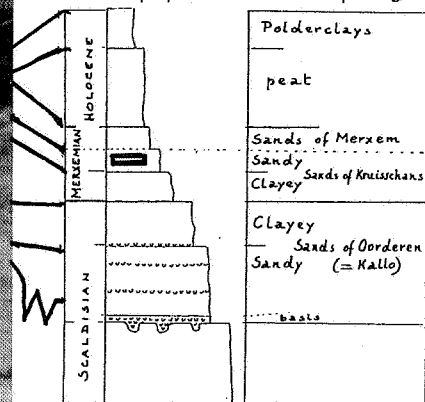 HOLOCENE
MERXEMIAN
SCALDISIAN
Polderclays
peat
Sands of Merxem
Sandy
Sands of Kruisschans
Clayey
Clayey
Sands of Oorderen
Sandy (= Kallo)
basis